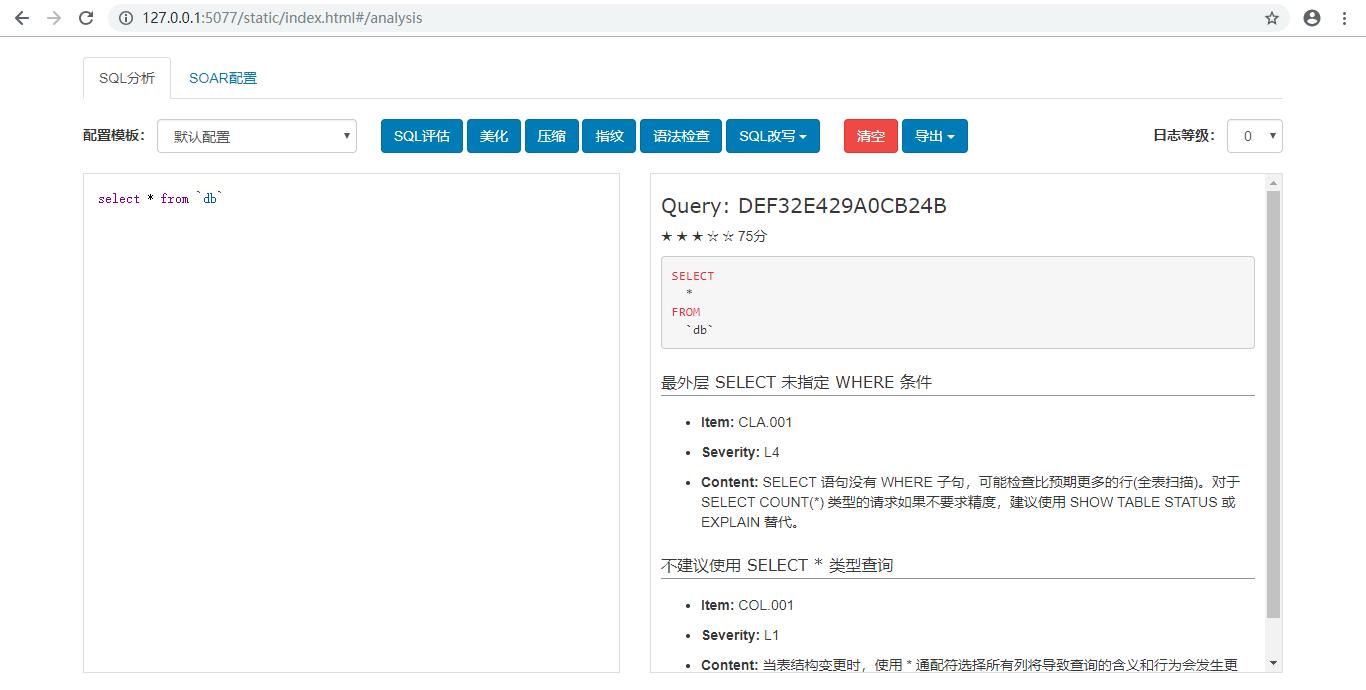 127.0.0.1:5077/static/index.html#/analysis
SQL分析 SOAR配置
配置模板： 默认配置 SQL评估 美化 压缩 指纹 语法检查 SQL改写 清空 导出 日志等级： 0
select * from `db`
Query: DEF32E429A0CB24B
★ ★ ★ ☆ ☆ 75分
SELECT
*
FROM
`db`
最外层 SELECT 未指定 WHERE 条件
• Item: CLA.001
• Severity: L4
• Content: SELECT 语句没有 WHERE 子句，可能检查比预期更多的行(全表扫描)。对于
SELECT COUNT(*) 类型的请求如果不要求精度，建议使用 SHOW TABLE STATUS 或
EXPLAIN 替代。
不建议使用 SELECT * 类型查询
• Item: COL.001
• Severity: L1
• Content: 当表结构变更时，使用 * 通配符选择所有列将导致查询的含义和行为会发生更